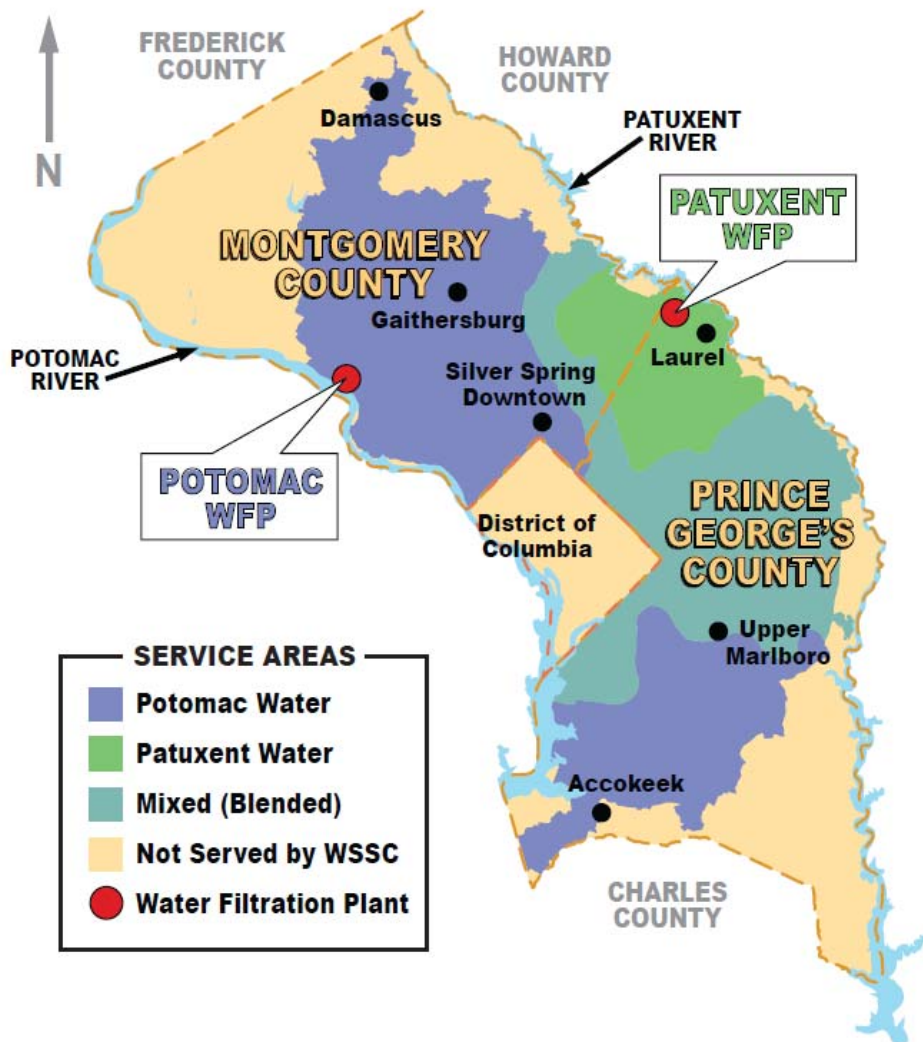 FREDERICK
COUNTY
HOWARD
COUNTY
N
Damascus
PATUXENT
RIVER
PATUXENT
WFP
MONTGOMERY
COUNTY
Gaithersburg
Laurel
POTOMAC
RIVER
Silver Spring
Downtown
POTOMAC
WFP
PRINCE
GEORGE'S
COUNTY
District of
Columbia
Upper
Marlboro
SERVICE AREAS
Potomac Water
Patuxent Water
Mixed (Blended)
Not Served by WSSC
Water Filtration Plant
Accokeek
CHARLES
COUNTY